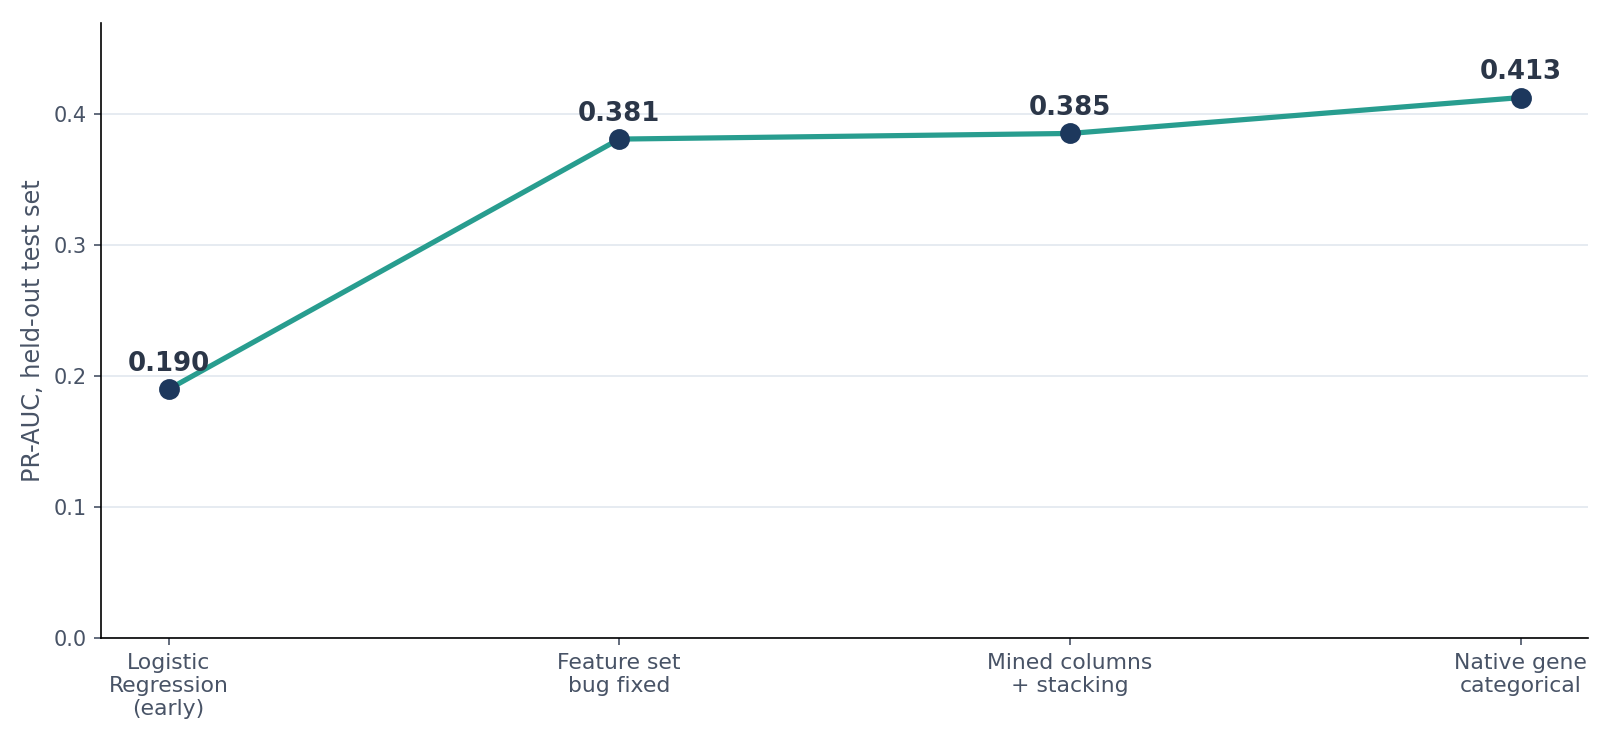 0.413
0.385
0.381
0.190
PR-AUC, held-out test set
0.4
0.3
0.2
0.1
0.0
Logistic
Regression
(early)
Feature set
bug fixed
Mined columns
+ stacking
Native gene
categorical